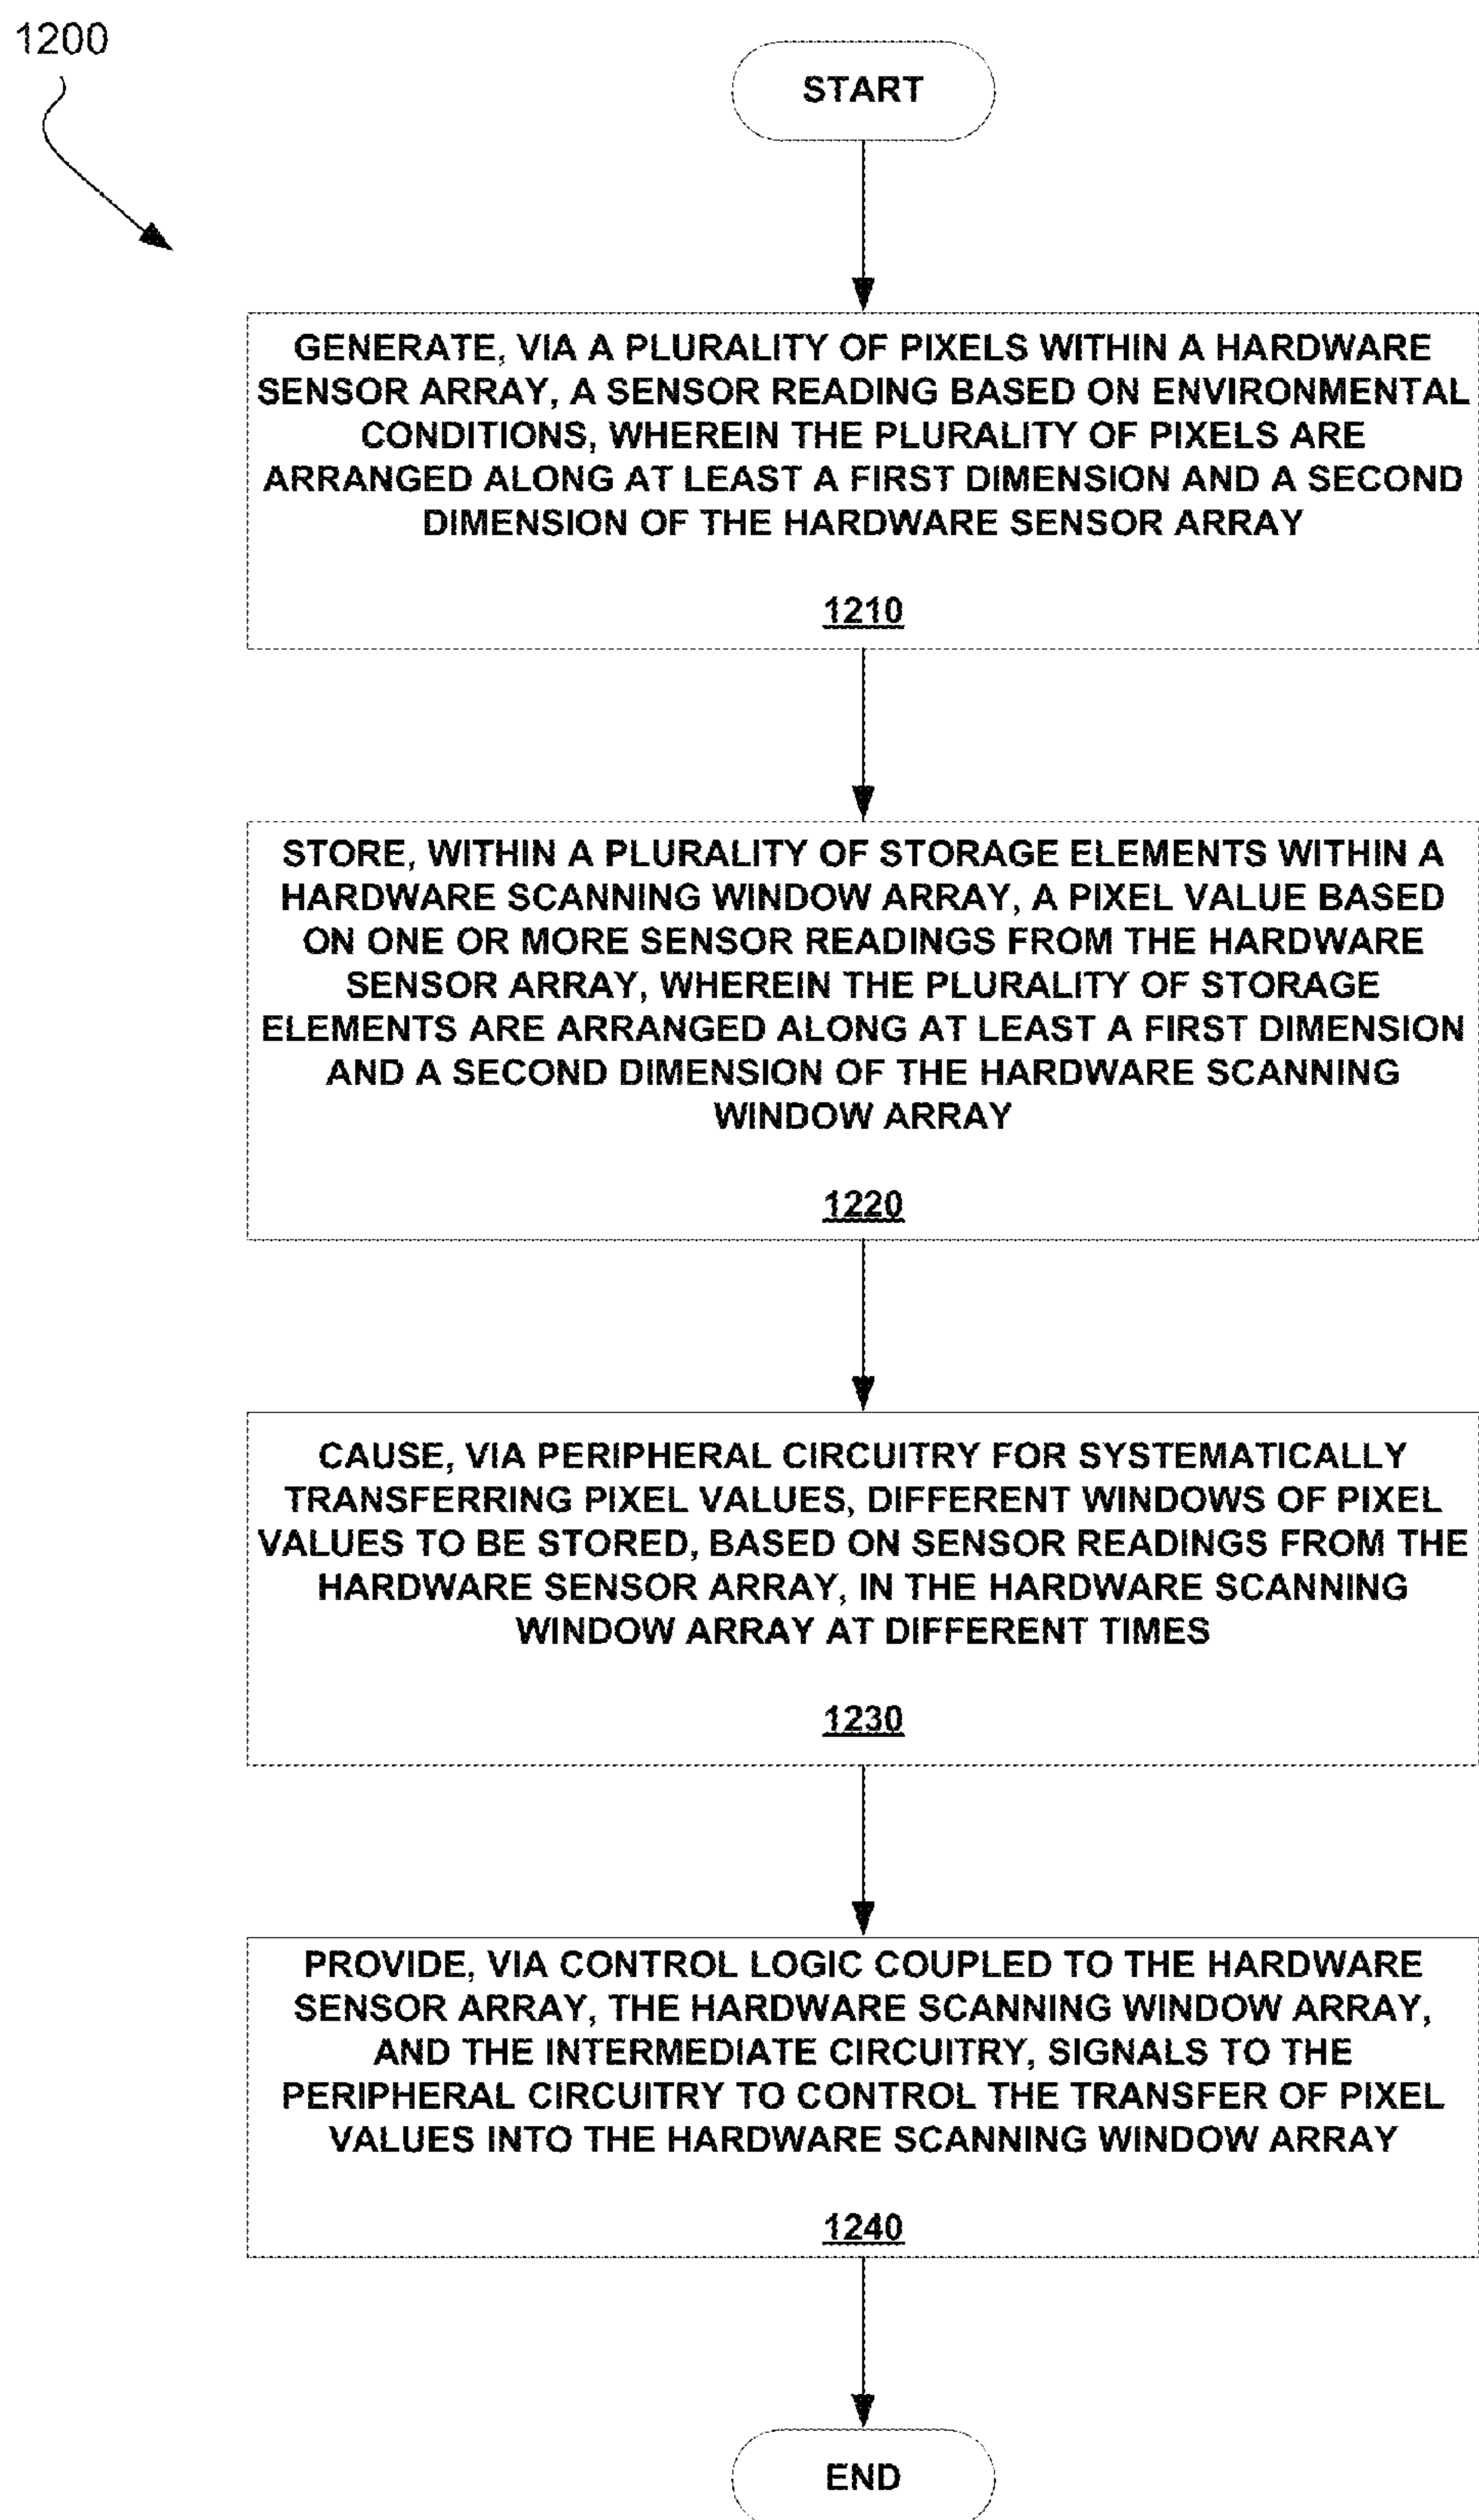 1200
START
GENERATE, VIA A PLURALITY OF PIXELS WITHIN A HARDWARE
SENSOR ARRAY, A SENSOR READING BASED ON ENVIRONMENTAL
CONDITIONS, WHEREIN THE PLURALITY OF PIXELS ARE
ARRANGED ALONG AT LEAST A FIRST DIMENSION AND A SECOND
DIMENSION OF THE HARDWARE SENSOR ARRAY
1210
STORE, WITHIN A PLURALITY OF STORAGE ELEMENTS WITHIN A
HARDWARE SCANNING WINDOW ARRAY, A PIXEL VALUE BASED
ON ONE OR MORE SENSOR READINGS FROM THE HARDWARE
SENSOR ARRAY, WHEREIN THE PLURALITY OF STORAGE
ELEMENTS ARE ARRANGED ALONG AT LEAST A FIRST DIMENSION
AND A SECOND DIMENSION OF THE HARDWARE SCANNING
WINDOW ARRAY
1220
CAUSE, VIA PERIPHERAL CIRCUITRY FOR SYSTEMATICALLY
TRANSFERRING PIXEL VALUES, DIFFERENT WINDOWS OF PIXEL
VALUES TO BE STORED, BASED ON SENSOR READINGS FROM THE
HARDWARE SENSOR ARRAY, IN THE HARDWARE SCANNING
WINDOW ARRAY AT DIFFERENT TIMES
1230
PROVIDE, VIA CONTROL LOGIC COUPLED TO THE HARDWARE
SENSOR ARRAY, THE HARDWARE SCANNING WINDOW ARRAY,
AND THE INTERMEDIATE CIRCUITRY, SIGNALS TO THE
PERIPHERAL CIRCUITRY TO CONTROL THE TRANSFER OF PIXEL
VALUES INTO THE HARDWARE SCANNING WINDOW ARRAY
1240
END